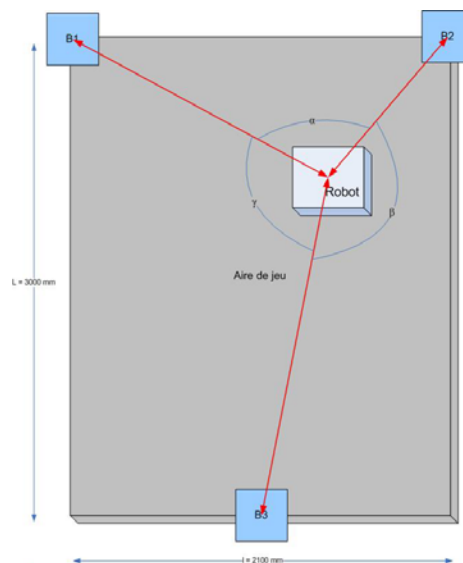 B1
B2
α
Robot
γ
β
Aire de jeu
L = 3000 mm
B3
l = 2100 mm